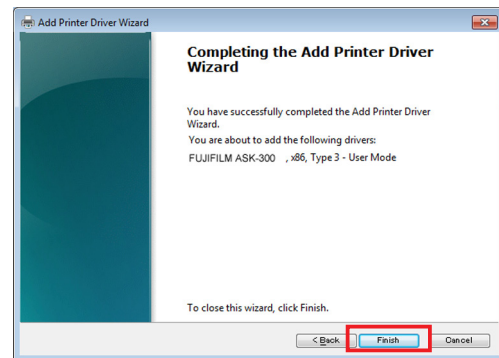 Add Printer Driver Wizard
Completing the Add Printer Driver
Wizard
You have successfully completed the Add Printer Driver
Wizard.
You are about to add the following drivers:
FUJIFILM ASK-300 , x86, Type 3 - User Mode
To close this wizard, click Finish.
< Back Finish Cancel